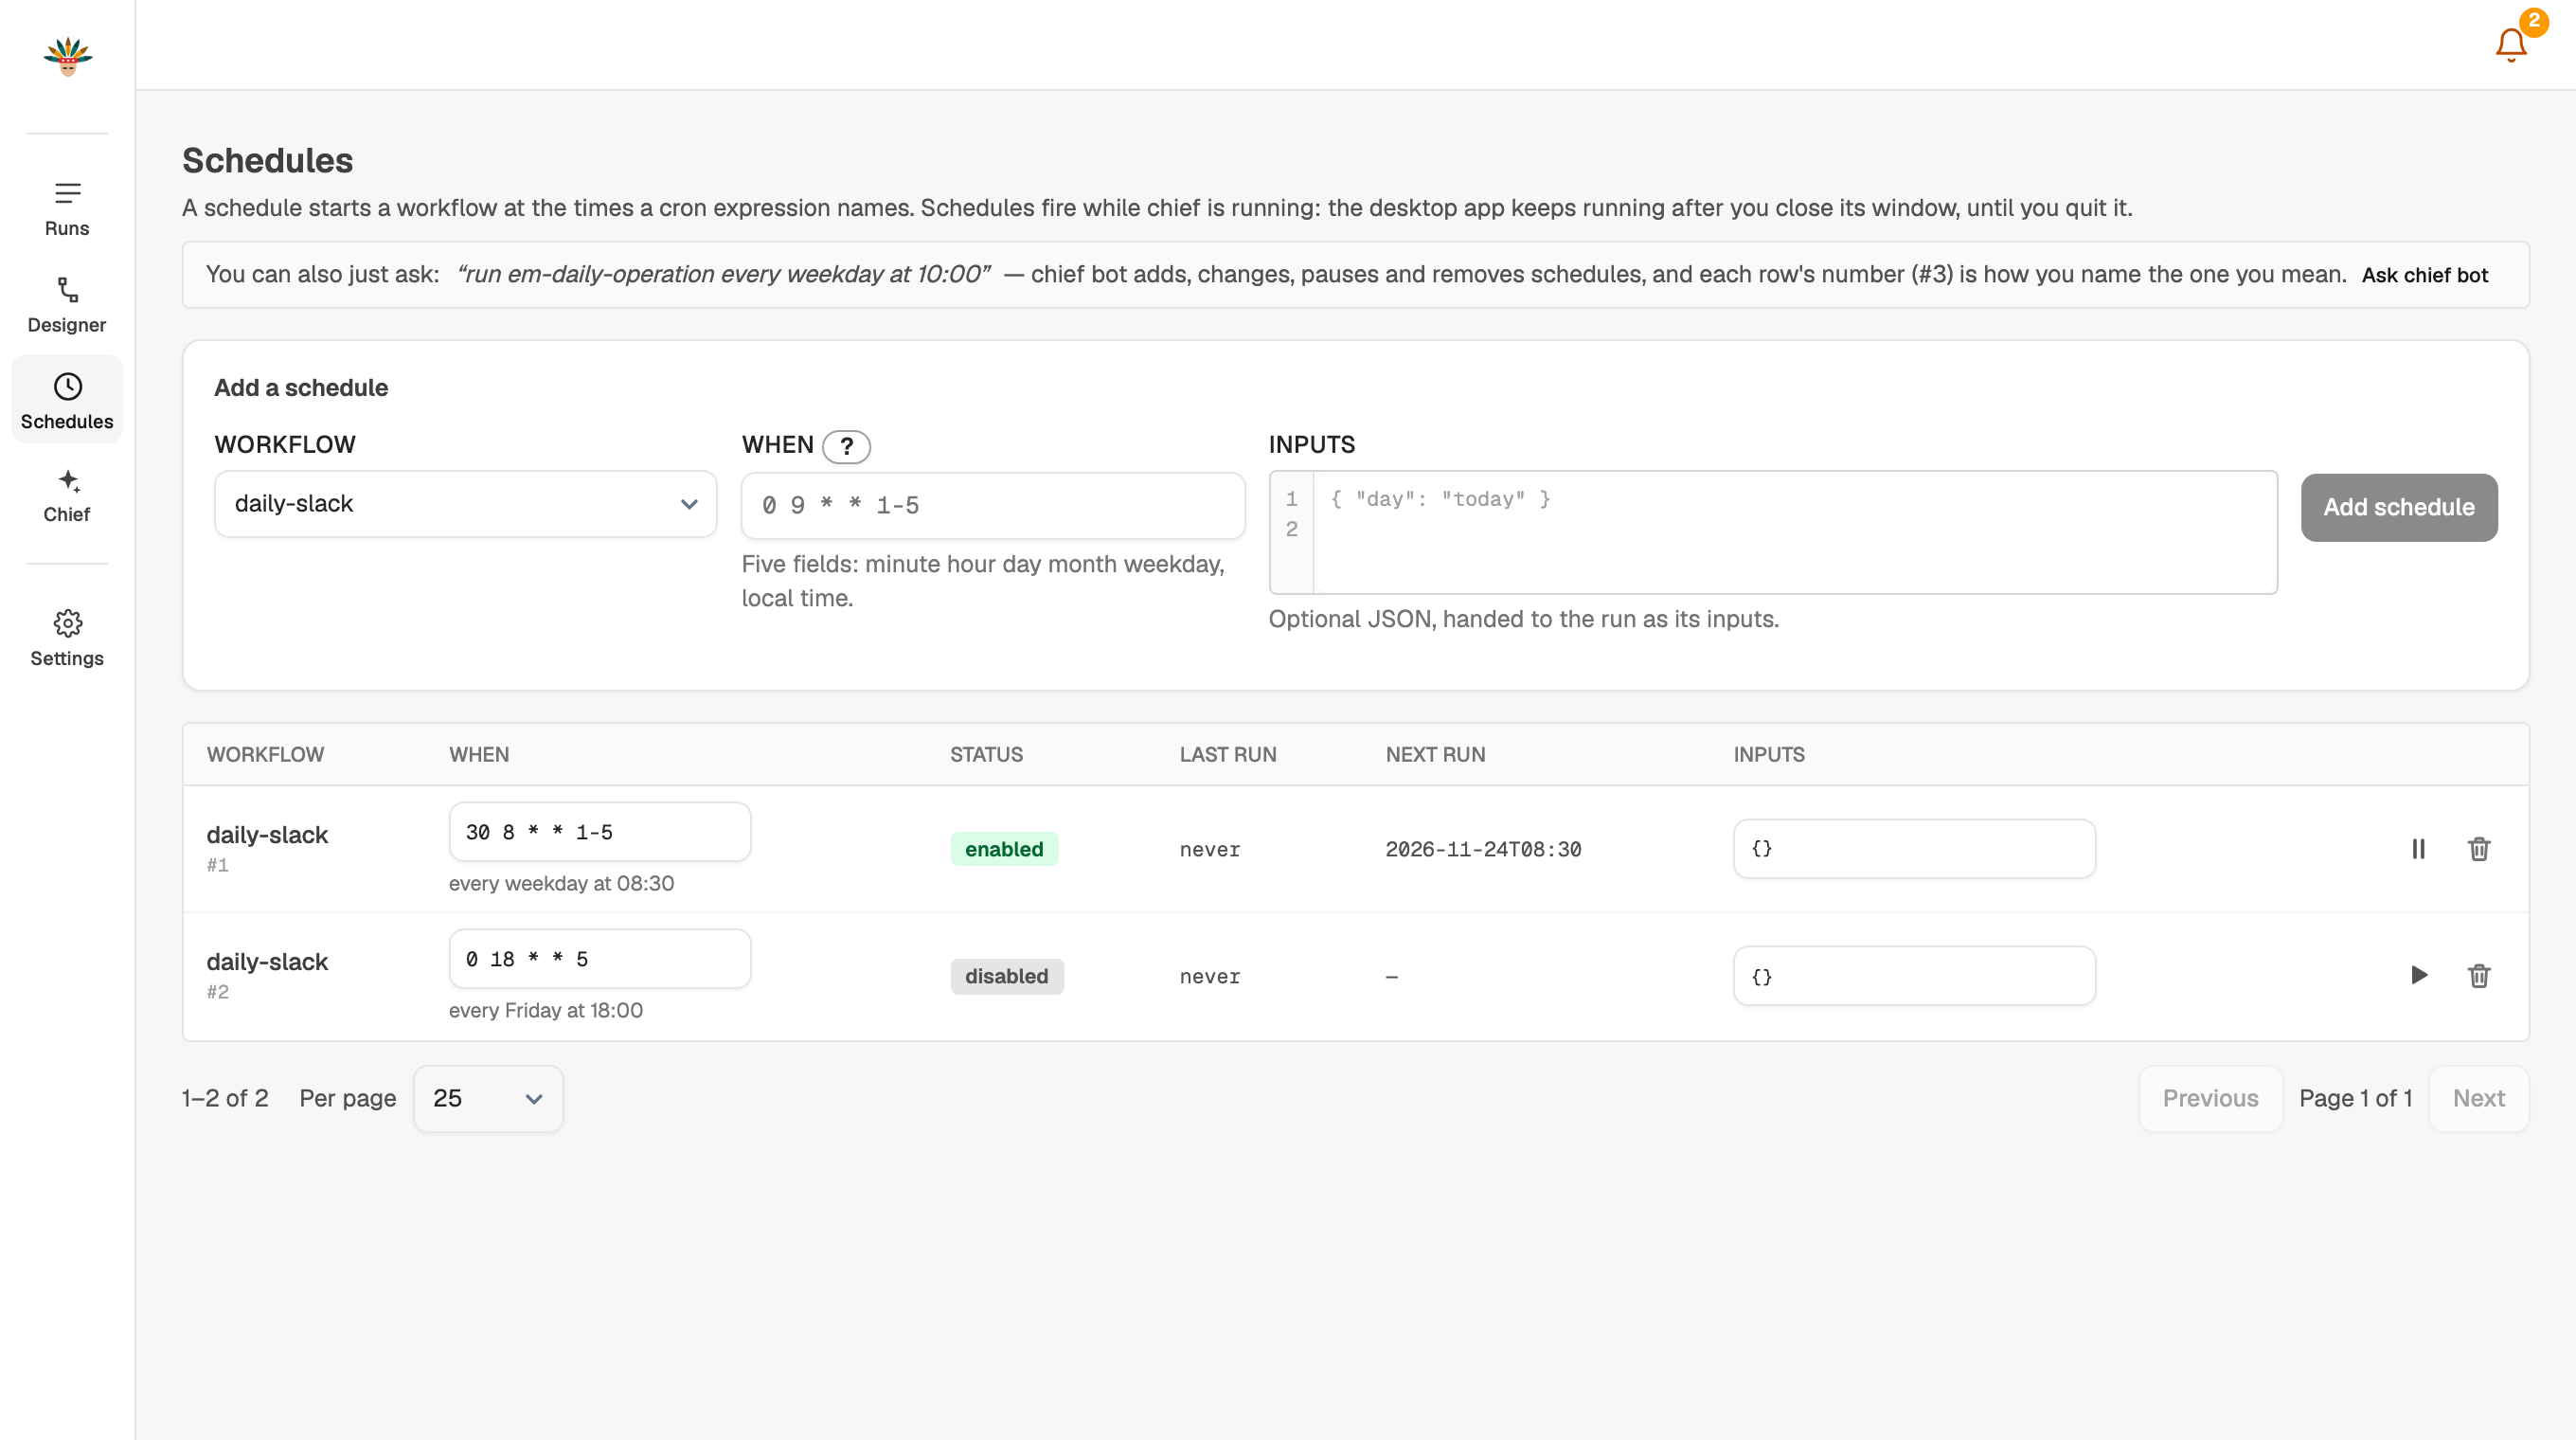 2
Runs
Designer
Schedules
Chief
Settings
Schedules
A schedule starts a workflow at the times a cron expression names. Schedules fire while chief is running: the desktop app keeps running after you close its window, until you quit it.
You can also just ask: “run em-daily-operation every weekday at 10:00” — chief bot adds, changes, pauses and removes schedules, and each row's number (#3) is how you name the one you mean. Ask chief bot
Add a schedule
WORKFLOW
daily-slack
WHEN ?
0 9 * * 1-5
Five fields: minute hour day month weekday,
local time.
INPUTS
1 { "day": "today" }
2
Optional JSON, handed to the run as its inputs.
Add schedule
WORKFLOW WHEN STATUS LAST RUN NEXT RUN INPUTS
daily-slack
#1
30 8 * * 1-5
every weekday at 08:30
enabled
never
2026-11-24T08:30
{}
daily-slack
#2
0 18 * * 5
every Friday at 18:00
disabled
never
–
{}
1–2 of 2 Per page 25
Previous Page 1 of 1 Next